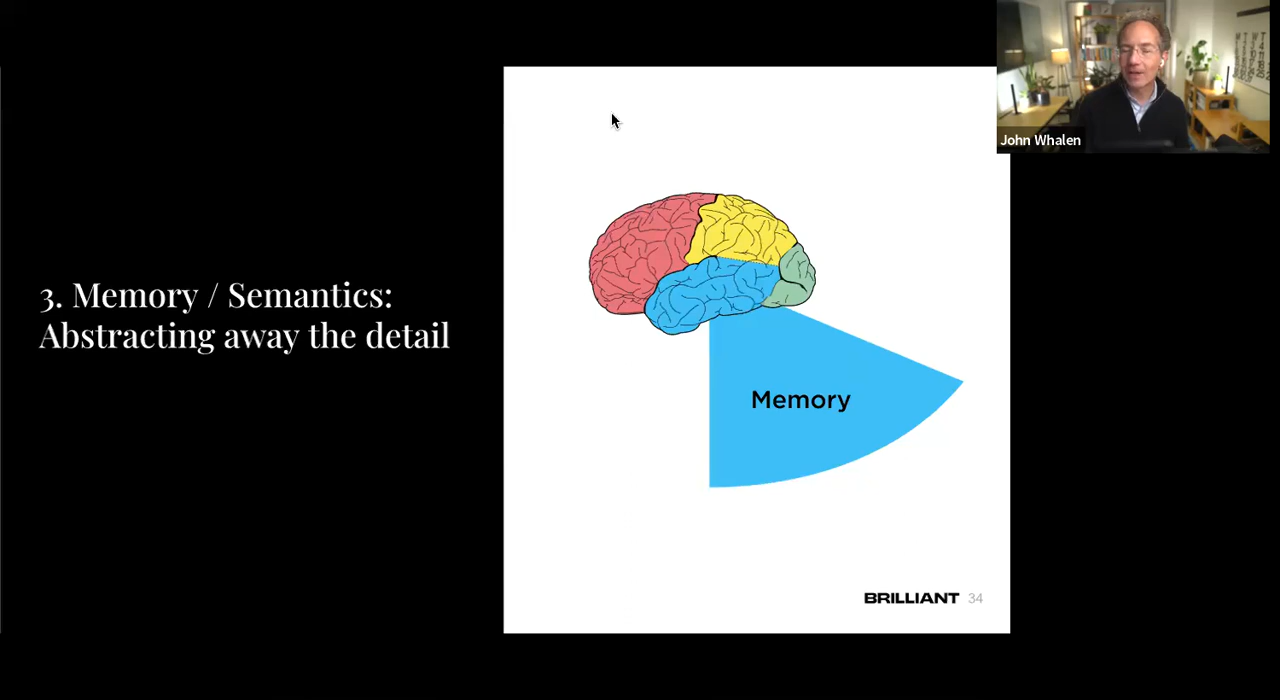 3. Memory / Semantics:
Abstracting away the detail
Memory
BRILLIANT 34
John Whalen